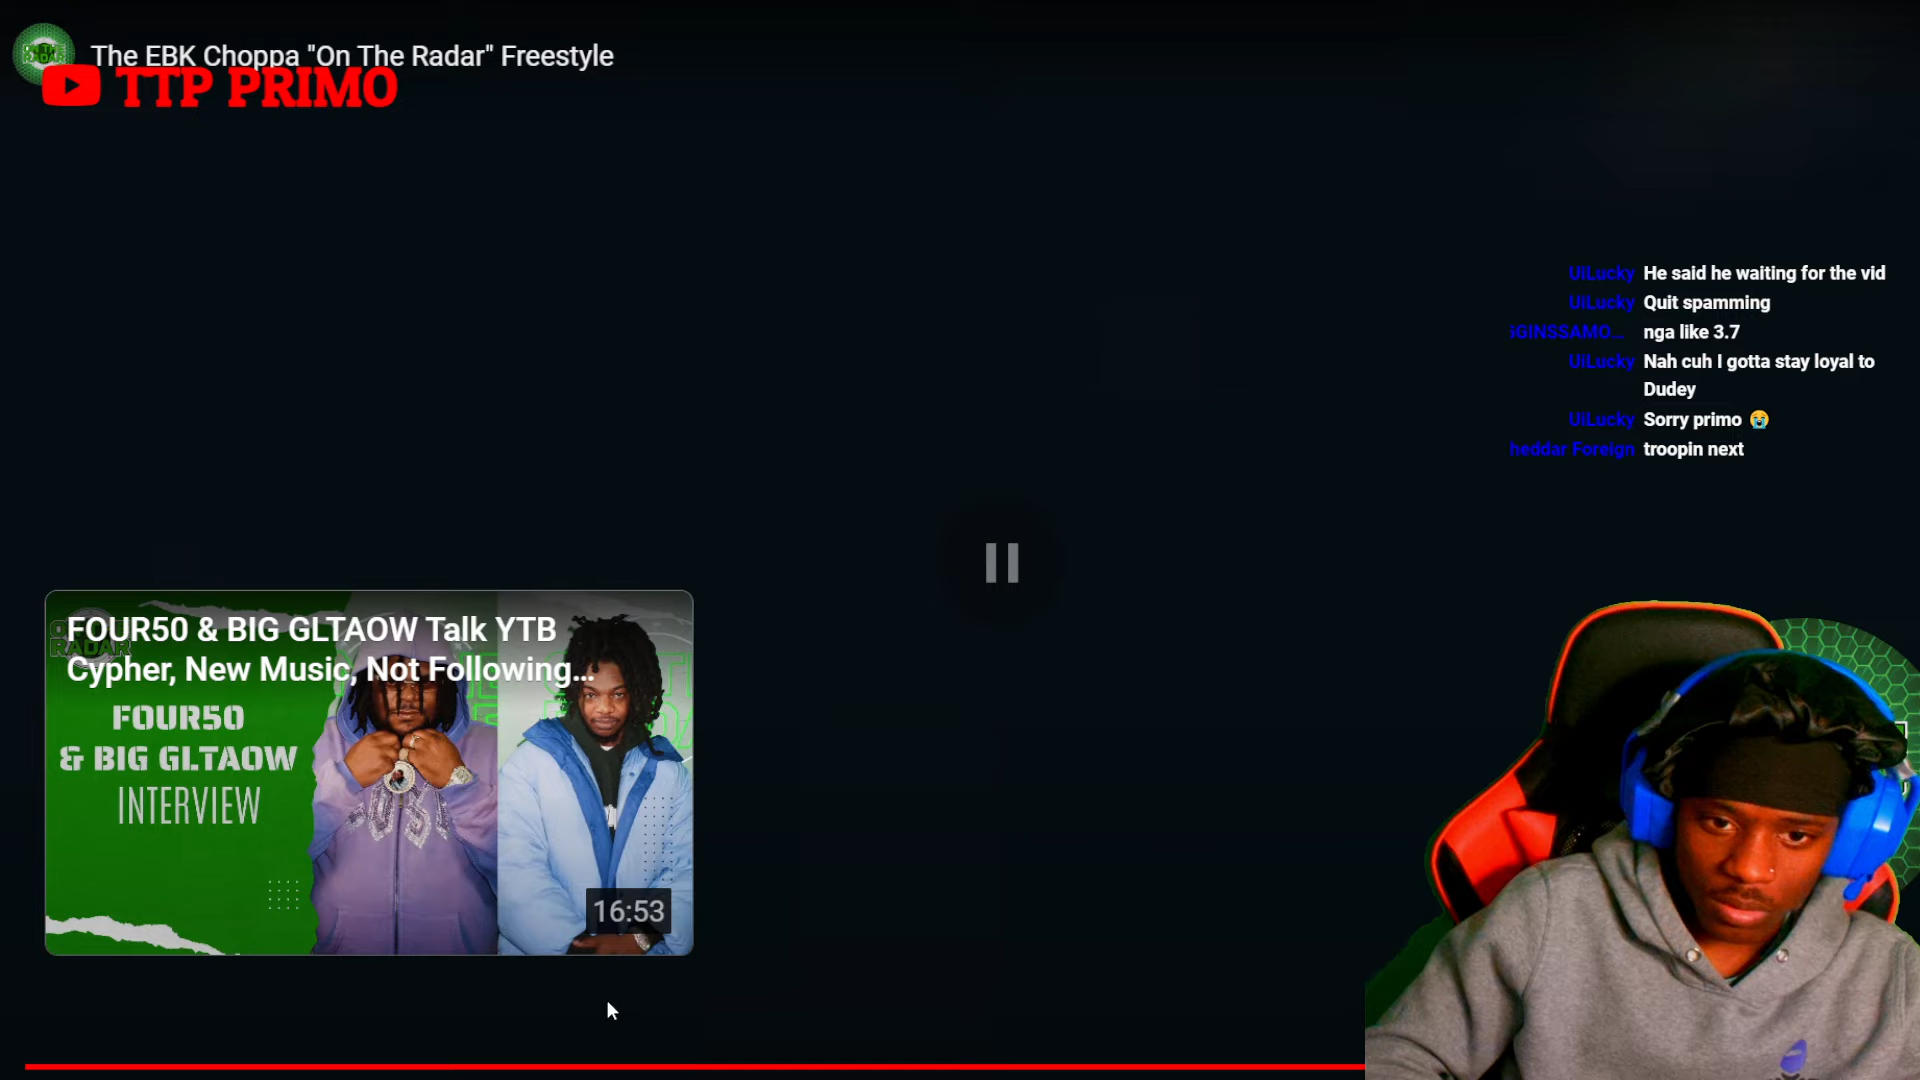 The EBK Choppa "On The Radar" Freestyle
TTP PRIMO
UiLucky He said he waiting for the vid
UiLucky Quit spamming
GGINSSAMO... nga like 3.7
UiLucky Nah cuh I gotta stay loyal to
Dudey
UiLucky Sorry primo 😭
heddar Foreign troopin next
FOUR50 & BIG GLTAOW Talk YTB
Cypher, New Music, Not Following...
FOUR50
& BIG GLTAOW
INTERVIEW
16:53